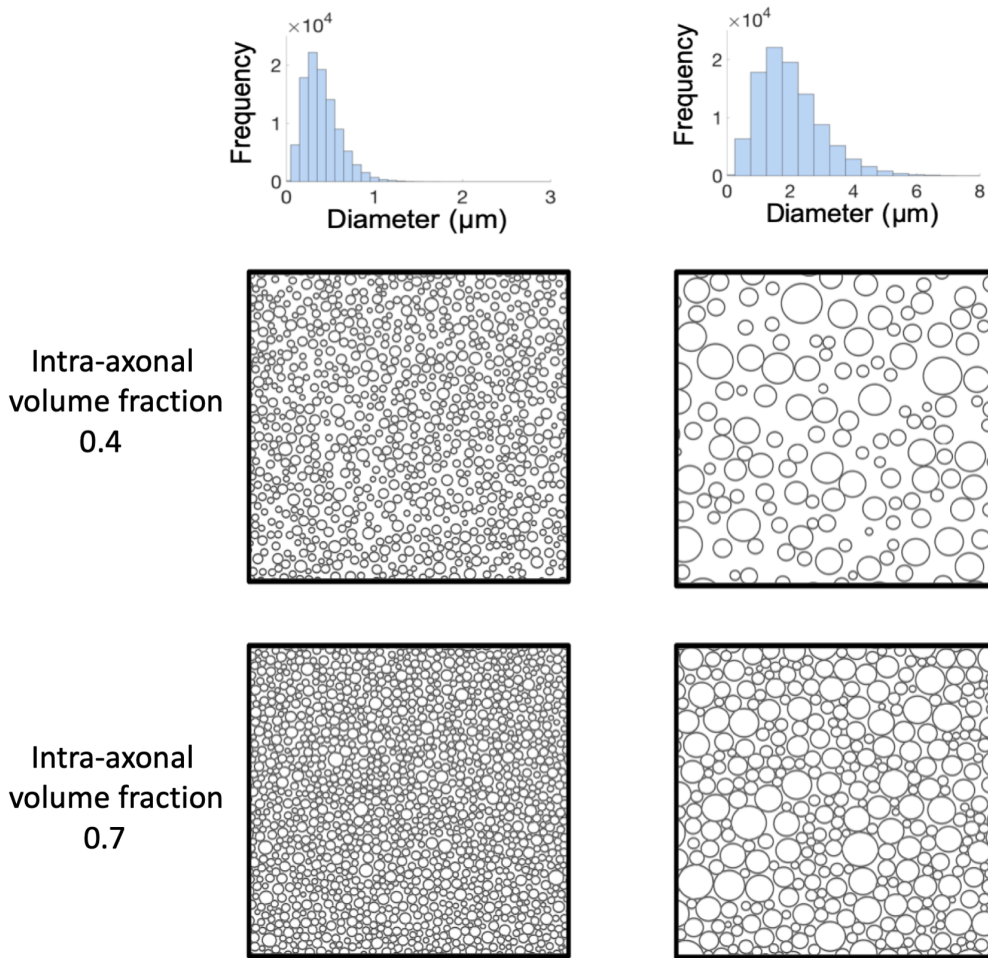 ×10⁴
Frequency
2
1
0
0 1 2 3
Diameter (µm)
×10⁴
Frequency
2
1
0
0 2 4 6 8
Diameter (µm)
Intra-axonal
volume fraction
0.4
Intra-axonal
volume fraction
0.7